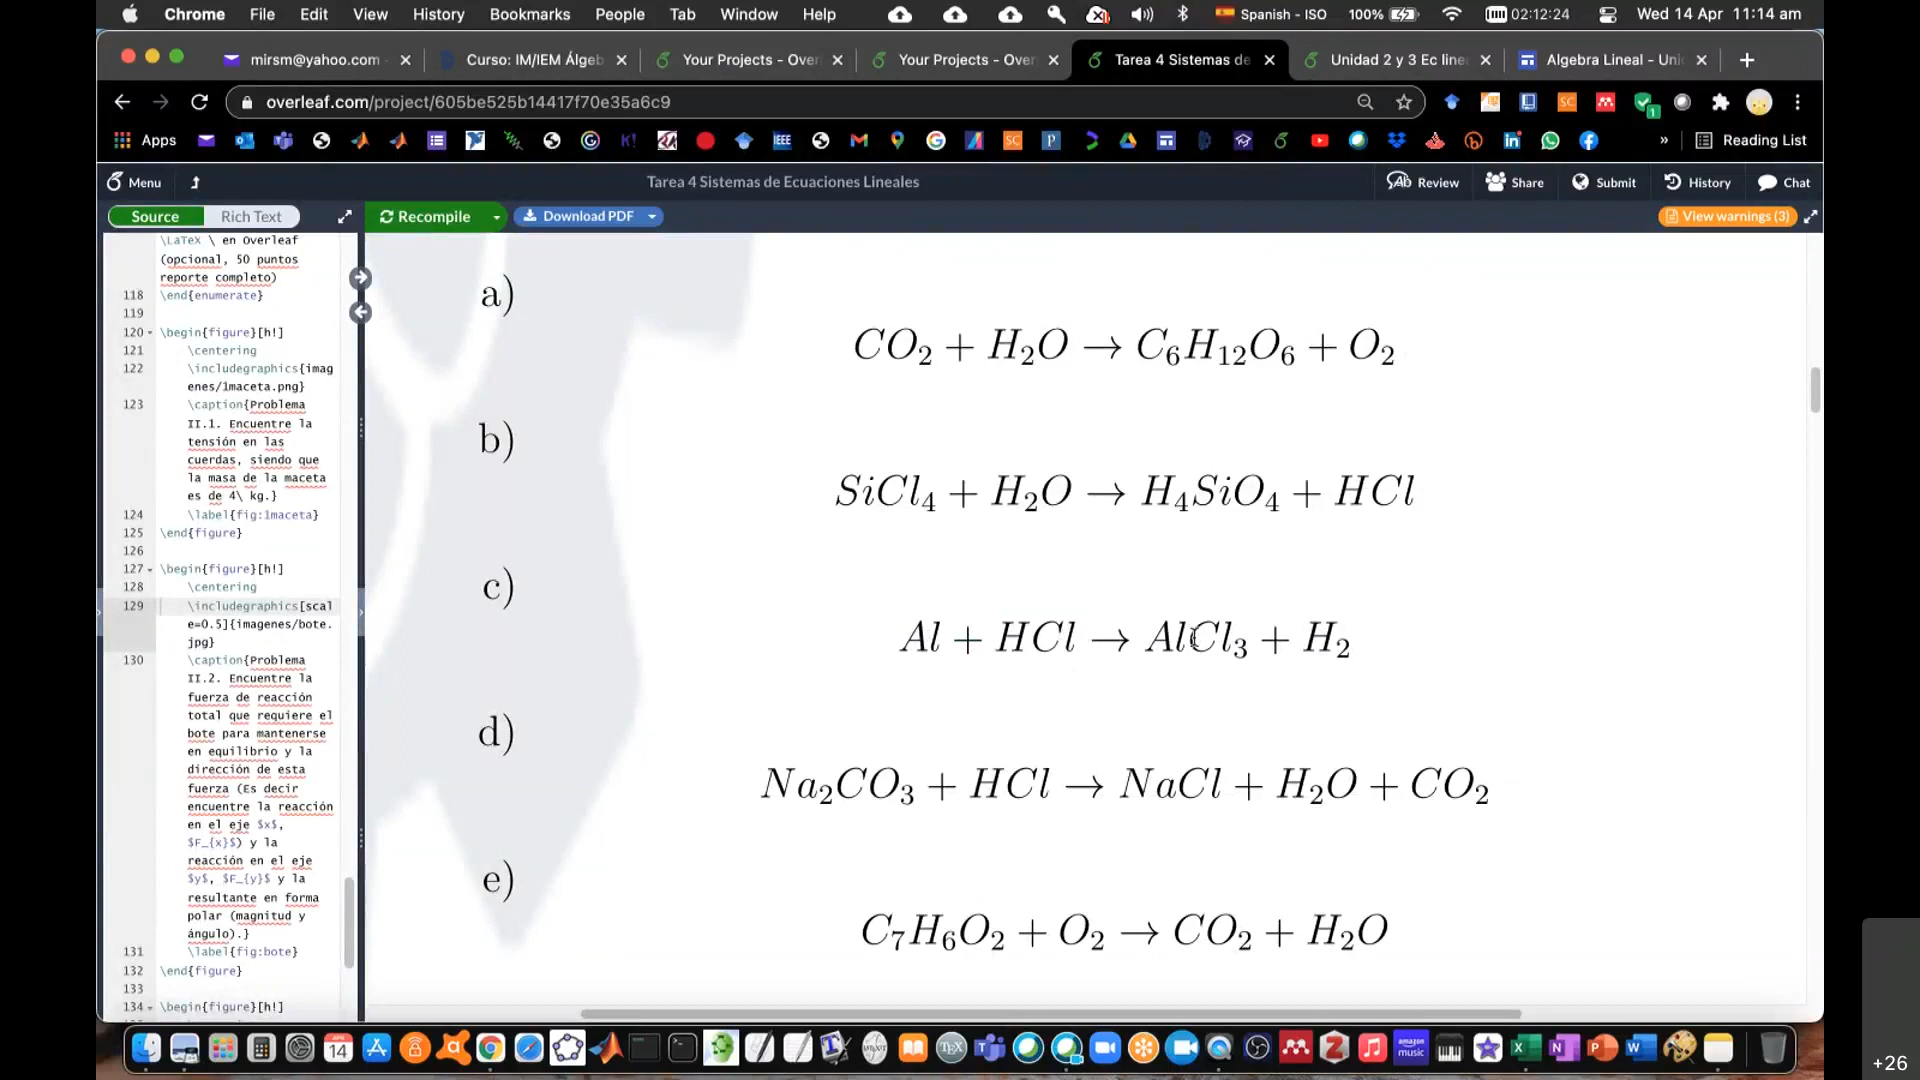 Chrome File Edit View History Bookmarks People Tab Window Help Spanish - ISO 100% 02:12:24 Wed 14 Apr 11:14 am
mirsm@yahoo.com - Curso: IM/IEM Álgeb Your Projects - Over Your Projects - Over Tarea 4 Sistemas de Unidad 2 y 3 Ec line Algebra Lineal - Uni
overleaf.com/project/605be525b14417f70e35a6c9
Apps IEEE SC Reading List
Menu Tarea 4 Sistemas de Ecuaciones Lineales Review Share Submit History Chat
Source Rich Text Recompile Download PDF View warnings (3)
\LaTeX \ en Overleaf
(opcional, 50 puntos
reporte completo)
118 \end{enumerate}
119
120 \begin{figure}[h!]
121 \centering
122 \includegraphics{imag
enes/1maceta.png}
123 \caption{Problema
II.1. Encuentre la
tensión en las
cuerdas, siendo que
la masa de la maceta
es de 4\ kg.}
124 \label{fig:1maceta}
125 \end{figure}
126
127 \begin{figure}[h!]
128 \centering
129 \includegraphics[scal
e=0.5]{imagenes/bote.
jpg}
130 \caption{Problema
II.2. Encuentre la
fuerza de reacción
total que requiere el
bote para mantenerse
en equilibrio y la
dirección de esta
fuerza (Es decir
encuentre la reacción
en el eje $x$,
$F_{x}$) y la
reacción en el eje
$y$, $F_{y}$ y la
resultante en forma
polar (magnitud y
ángulo).}
131 \label{fig:bote}
132 \end{figure}
133
134 \begin{figure}[h!]
a)
CO₂ + H₂O → C₆H₁₂O₆ + O₂
b)
SiCl₄ + H₂O → H₄SiO₄ + HCl
c)
Al + HCl → AlCl₃ + H₂
d)
Na₂CO₃ + HCl → NaCl + H₂O + CO₂
e)
C₇H₆O₂ + O₂ → CO₂ + H₂O
+26